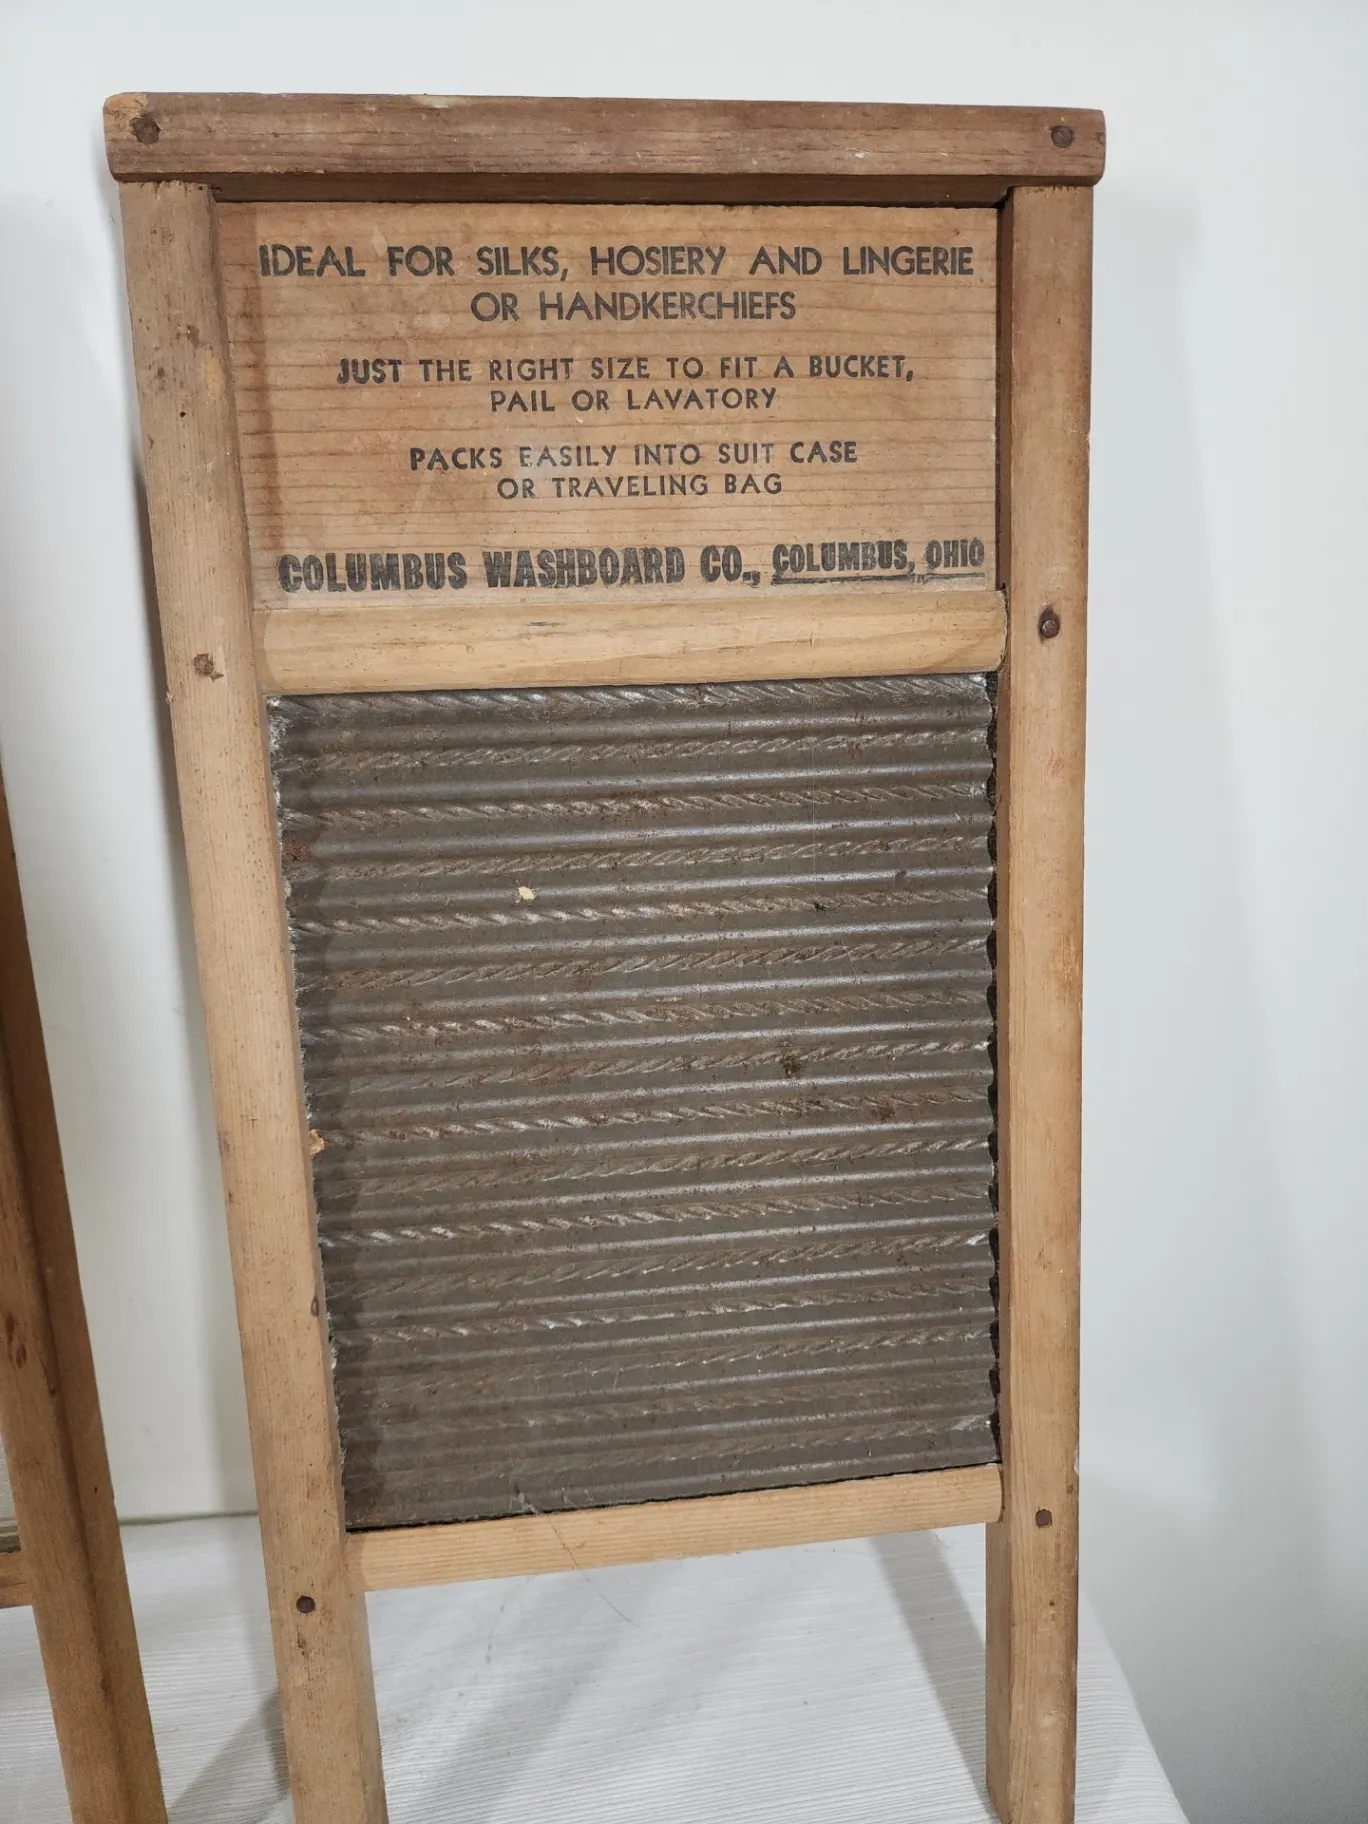 IDEAL FOR SILKS, HOSIERY AND LINGERIE
OR HANDKERCHIEFS
JUST THE RIGHT SIZE TO FIT A BUCKET,
PAIL OR LAVATORY
PACKS EASILY INTO SUIT CASE
OR TRAVELING BAG
COLUMBUS WASHBOARD CO., COLUMBUS, OHIO